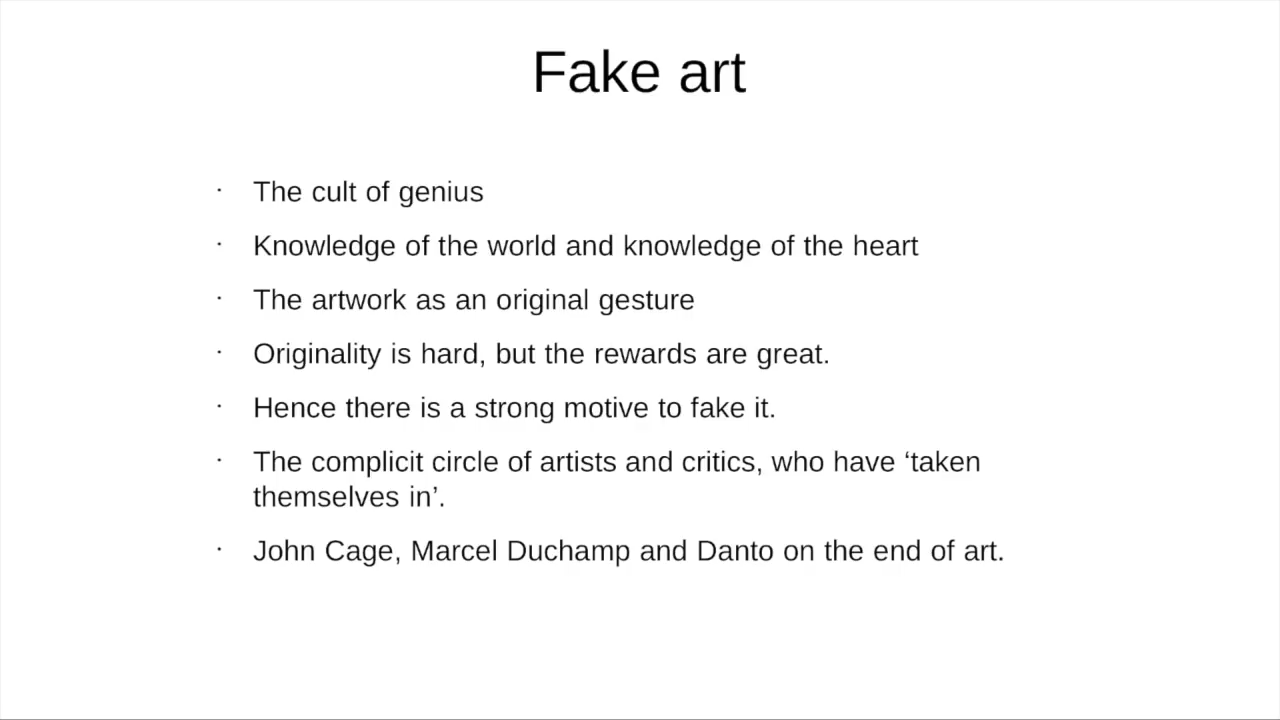 Fake art
· The cult of genius
· Knowledge of the world and knowledge of the heart
· The artwork as an original gesture
· Originality is hard, but the rewards are great.
· Hence there is a strong motive to fake it.
· The complicit circle of artists and critics, who have ‘taken
themselves in’.
· John Cage, Marcel Duchamp and Danto on the end of art.